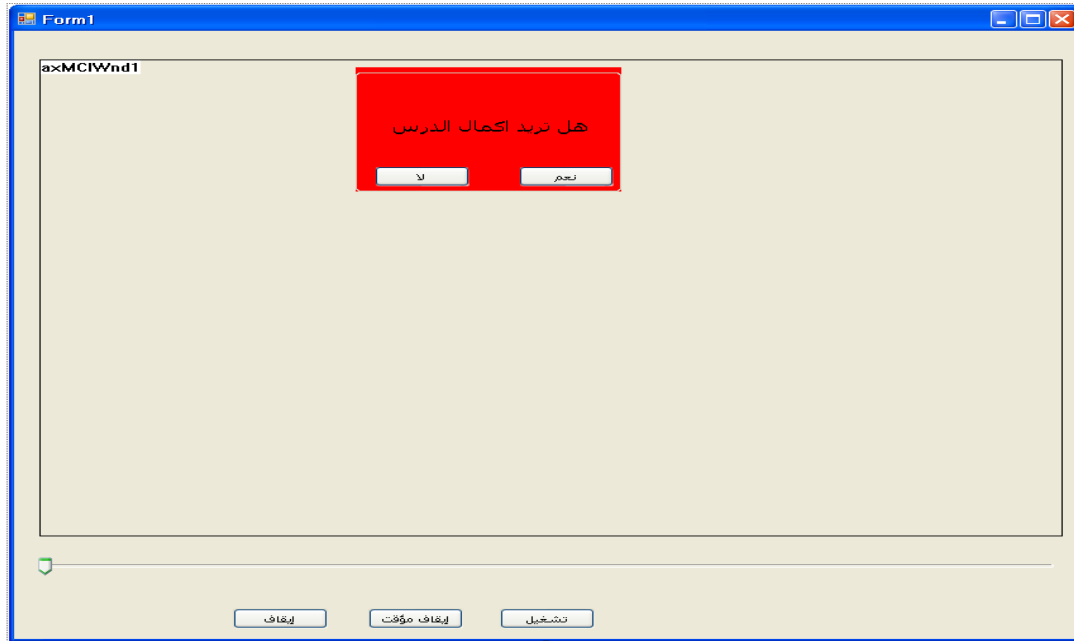 Form1
axMCIWnd1
هل تريد اكمال الدرس
نعم
لا
تشغيل
إيقاف مؤقت
إيقاف